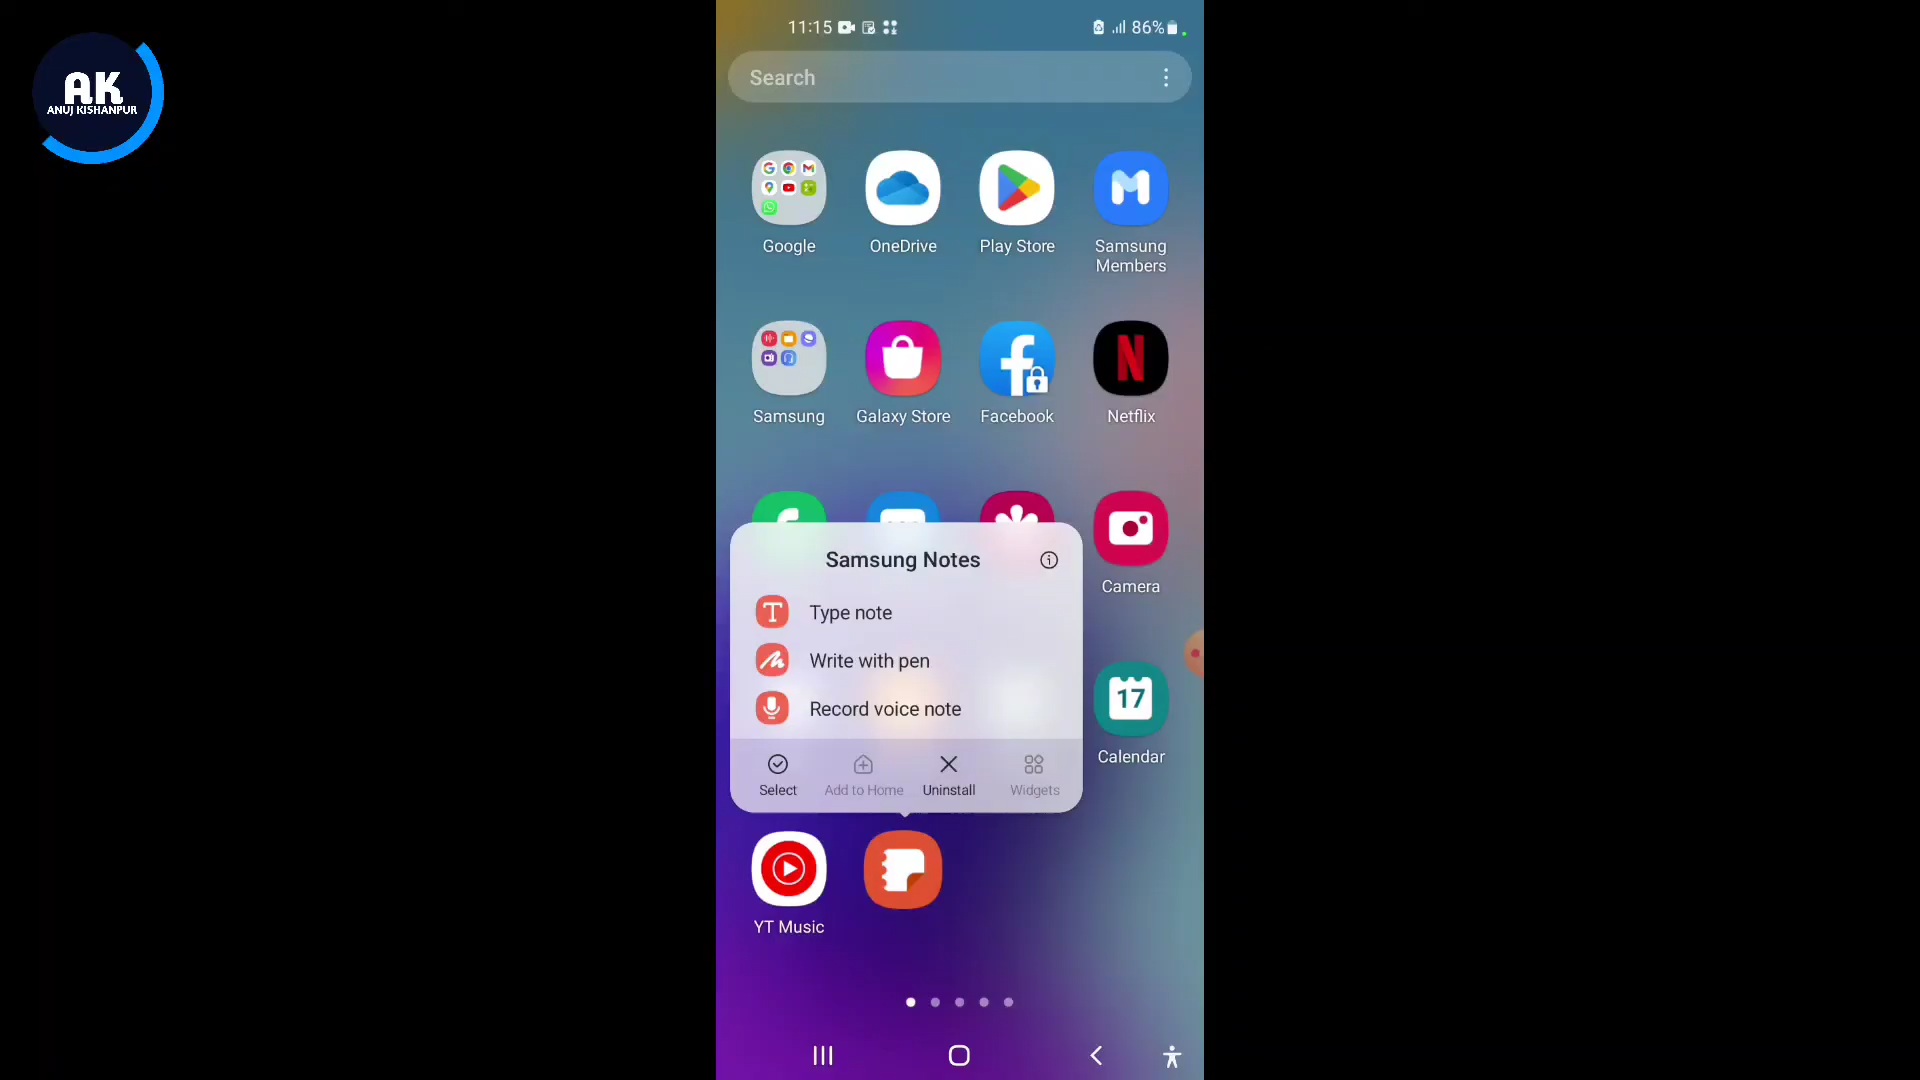 AK
ANUJ KISHANPUR
11:15
86%
Search
Google
OneDrive
Play Store
Samsung
Members
Samsung
Galaxy Store
Facebook
Netflix
Camera
Samsung Notes
Type note
Write with pen
Record voice note
Select
Add to Home
Uninstall
Widgets
17
Calendar
YT Music